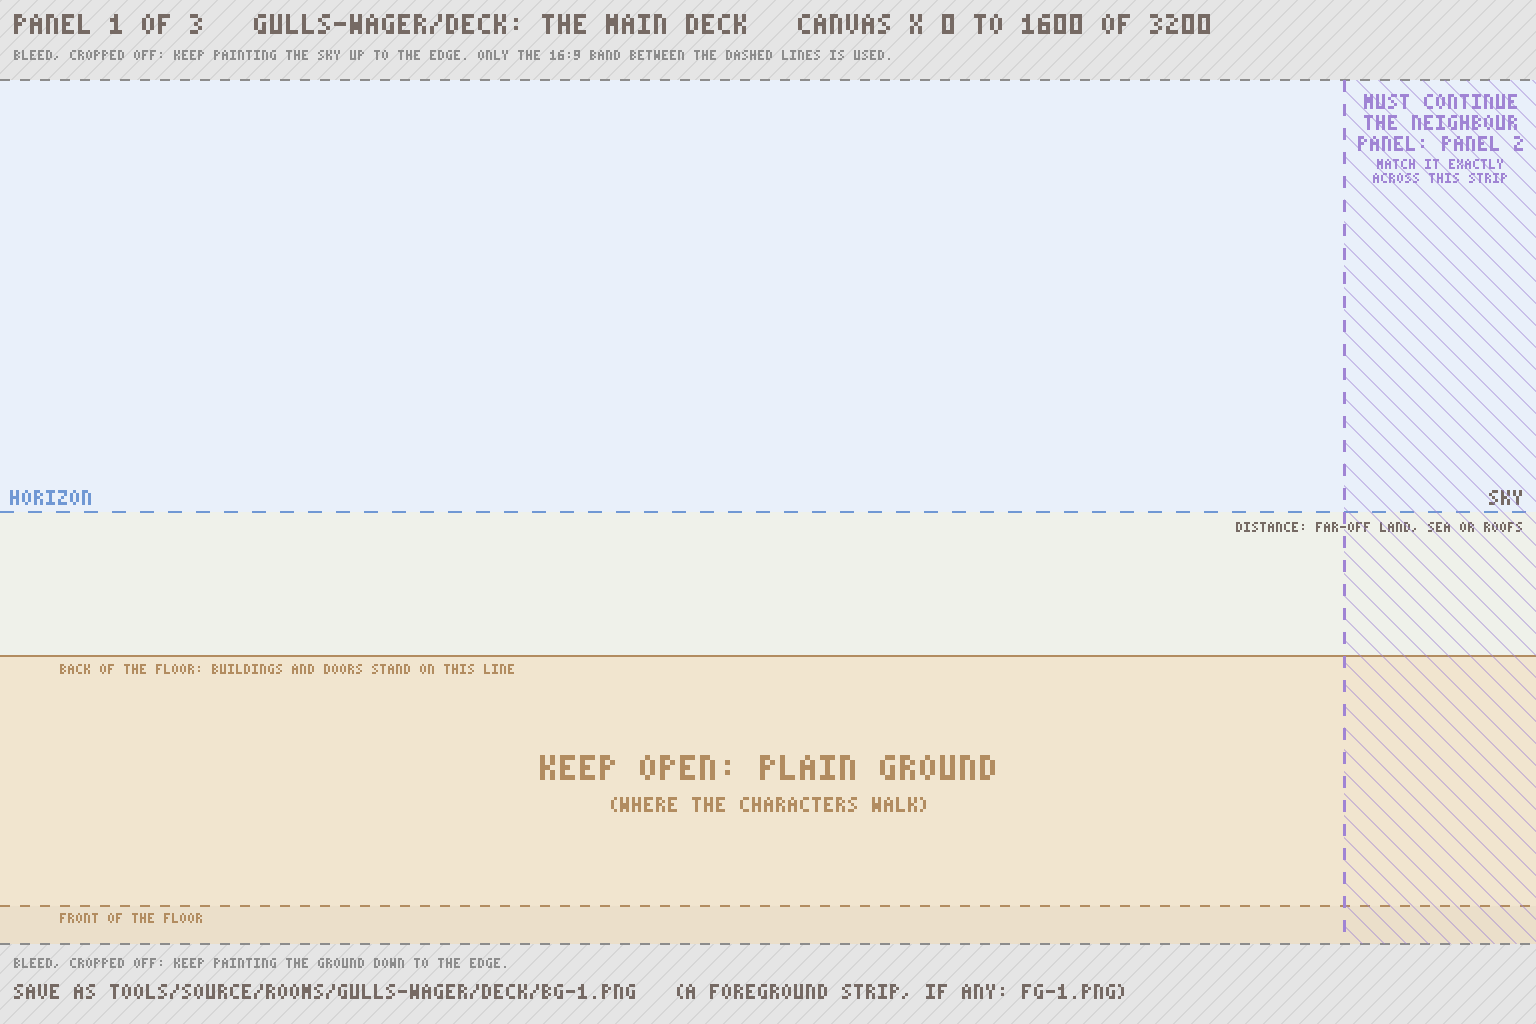 PANEL 1 OF 3 GULLS-WAGER/DECK: THE MAIN DECK CANVAS X 0 TO 1600 OF 3200
BLEED, CROPPED OFF: KEEP PAINTING THE SKY UP TO THE EDGE. ONLY THE 16:9 BAND BETWEEN THE DASHED LINES IS USED.
MUST CONTINUE
THE NEIGHBOUR
PANEL: PANEL 2
MATCH IT EXACTLY
ACROSS THIS STRIP
HORIZON
SKY
DISTANCE: FAR-OFF LAND, SEA OR ROOFS
BACK OF THE FLOOR: BUILDINGS AND DOORS STAND ON THIS LINE
KEEP OPEN: PLAIN GROUND
(WHERE THE CHARACTERS WALK)
FRONT OF THE FLOOR
BLEED, CROPPED OFF: KEEP PAINTING THE GROUND DOWN TO THE EDGE.
SAVE AS TOOLS/SOURCE/ROOMS/GULLS-WAGER/DECK/BG-1.PNG (A FOREGROUND STRIP, IF ANY: FG-1.PNG)